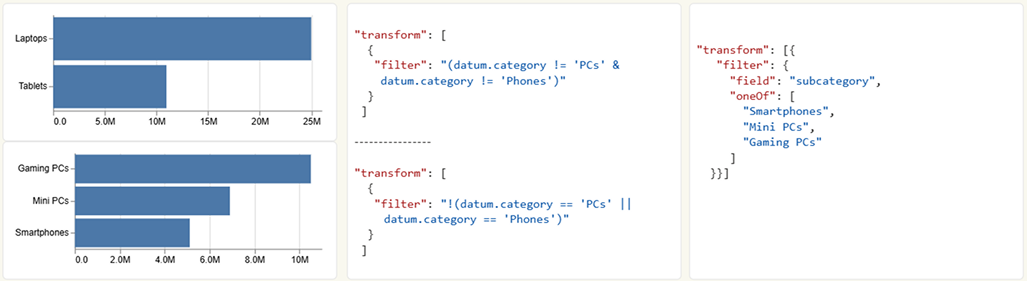 Laptops
Tablets
0.0 5M 10M 15M 20M 25M
Gaming PCs
Mini PCs
Smartphones
0.0 2.0M 4.0M 6.0M 8.0M 10M
"transform": [
{
"filter": "(datum.category != 'PCs' &
datum.category != 'Phones')"
}
]
---------------
"transform": [
{
"filter": "!(datum.category == 'PCs' ||
datum.category == 'Phones')"
}
]
"transform": [{
"filter": {
"field": "subcategory",
"oneOf": [
"Smartphones",
"Mini PCs",
"Gaming PCs"
]
}}]